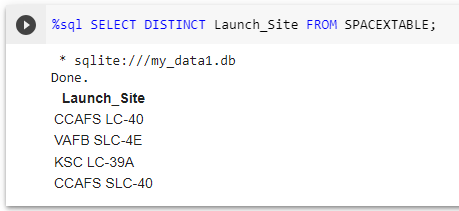 %sql SELECT DISTINCT Launch_Site FROM SPACEXTABLE;
* sqlite:///my_data1.db
Done.
Launch_Site
CCAFS LC-40
VAFB SLC-4E
KSC LC-39A
CCAFS SLC-40